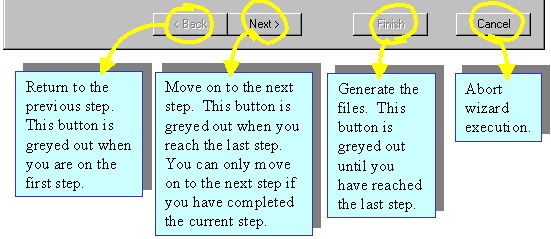 < Back
Next >
Finish
Cancel
Return to the
previous step.
This button is
greyed out when
you are on the
first step.
Move on to the next
step. This button is
greyed out when you
reach the last step.
You can only move
on to the next step if
you have completed
the current step.
Generate the
files. This
button is
greyed out
until you
have reached
the last step.
Abort
wizard
execution.